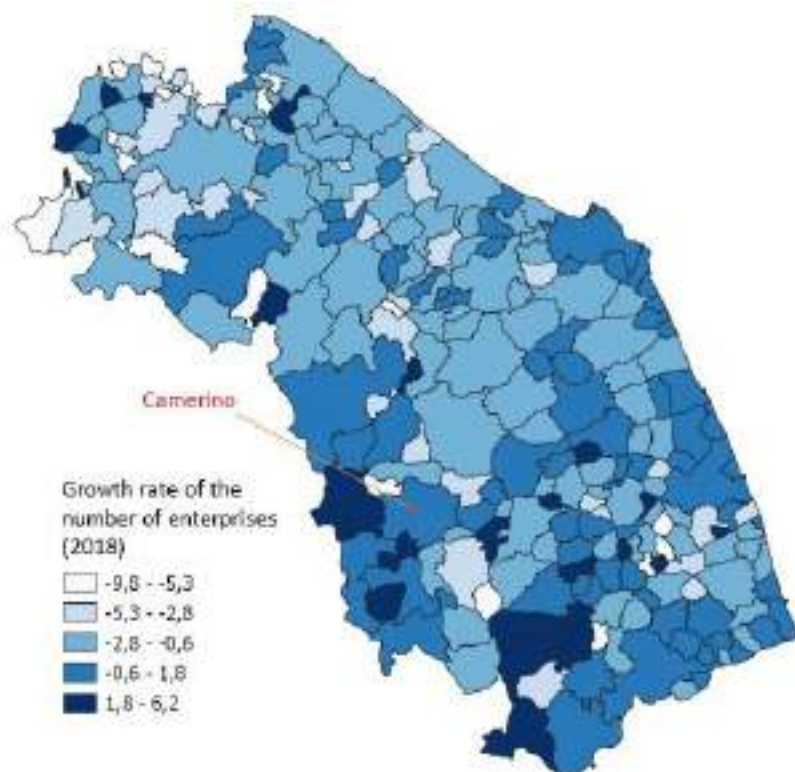 Camerino
Growth rate of the
number of enterprises
(2018)
-9,8 - -5,3
-5,3 - -2,8
-2,8 - -0,6
-0,6 - 1,8
1,8 - 6,2